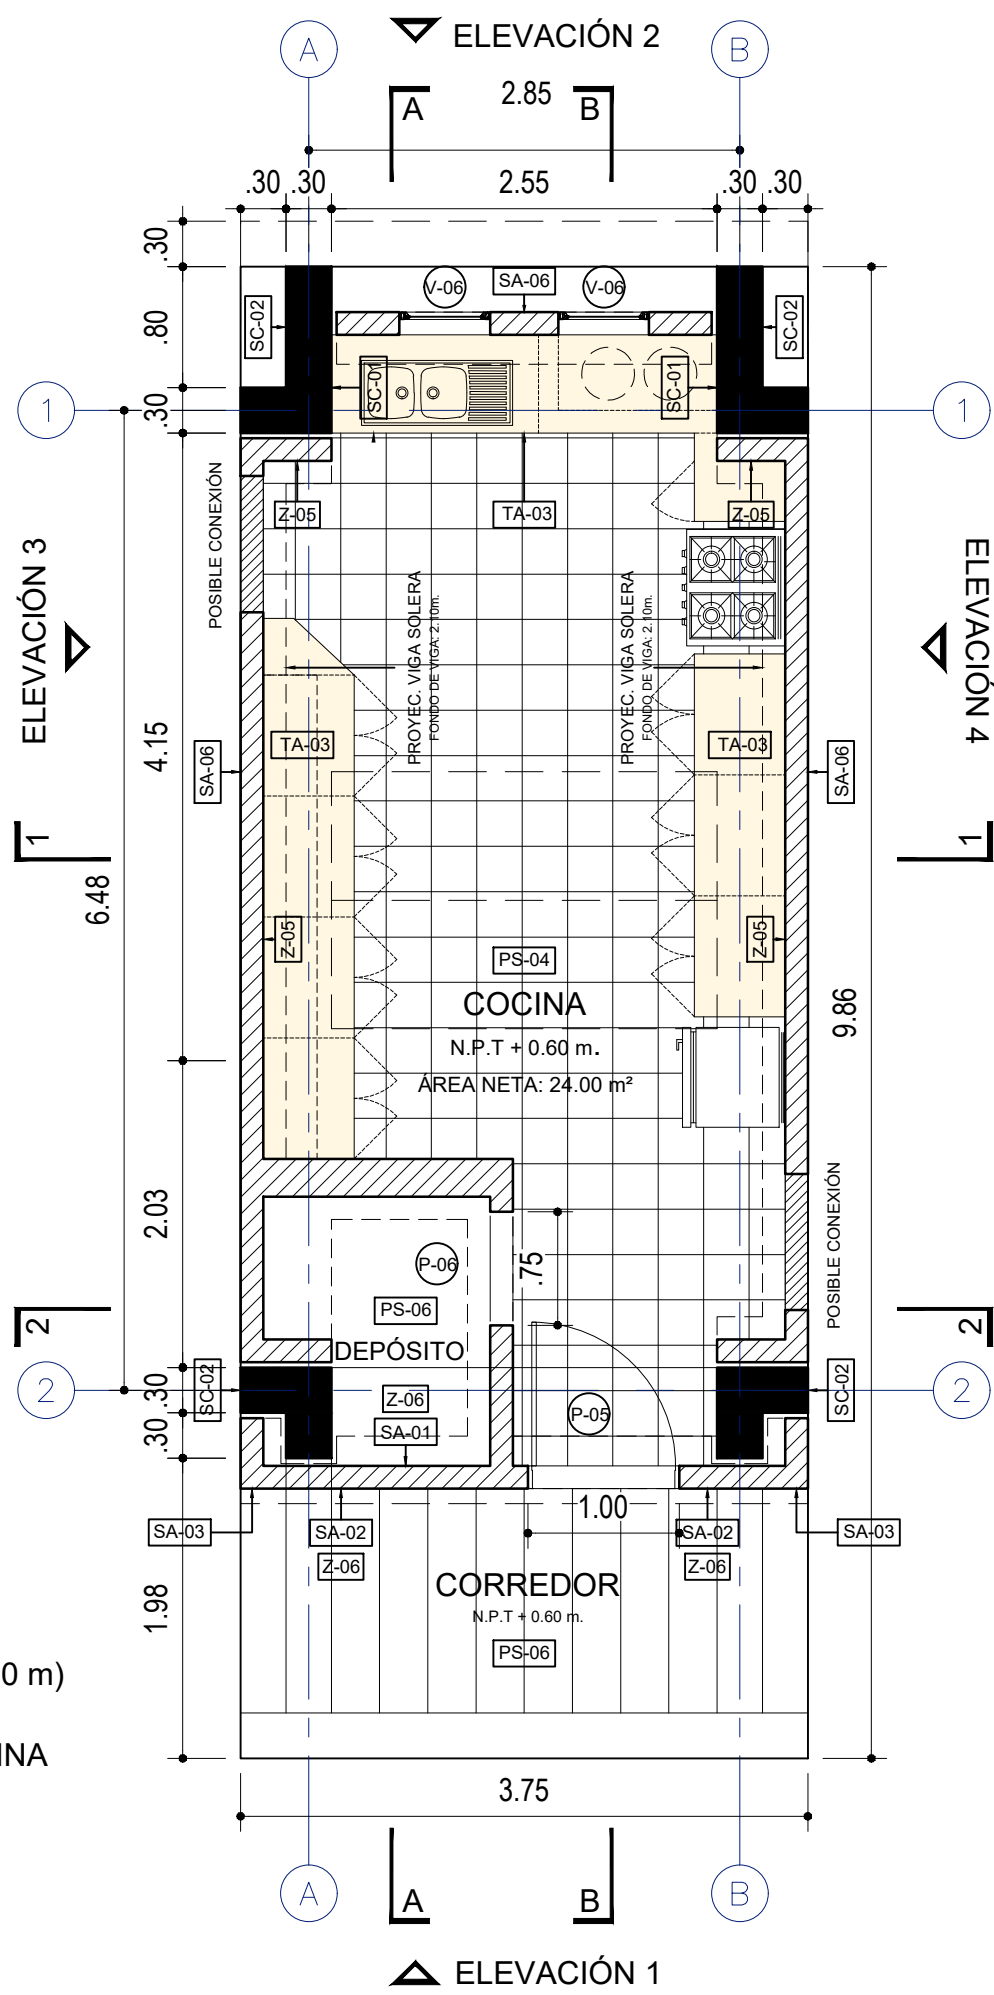 ELEVACIÓN 2
A
B
2.85
A
B
.30 .30
2.55
.30 .30
.30
.80
.30
4.15
2.03
.30
.30
1.98
6.48
9.86
V-06
SA-06
V-06
SC-02
SC-02
SC-01
SC-01
1
1
POSIBLE CONEXIÓN
Z-05
TA-03
Z-05
ELEVACIÓN 3
ELEVACIÓN 4
PROYEC. VIGA SOLERA
FONDO DE VIGA: 2.10m.
PROYEC. VIGA SOLERA
FONDO DE VIGA: 2.10m.
TA-03
TA-03
SA-06
SA-06
1
1
Z-05
Z-05
PS-04
COCINA
N.P.T + 0.60 m.
ÁREA NETA: 24.00 m²
POSIBLE CONEXIÓN
.75
P-06
PS-06
DEPÓSITO
2
2
2
2
SC-02
SC-02
Z-06
SA-01
P-05
1.00
SA-03
SA-02
Z-06
SA-02
Z-06
SA-03
CORREDOR
N.P.T + 0.60 m.
PS-06
0 m)
INA
3.75
A
B
A
B
ELEVACIÓN 1